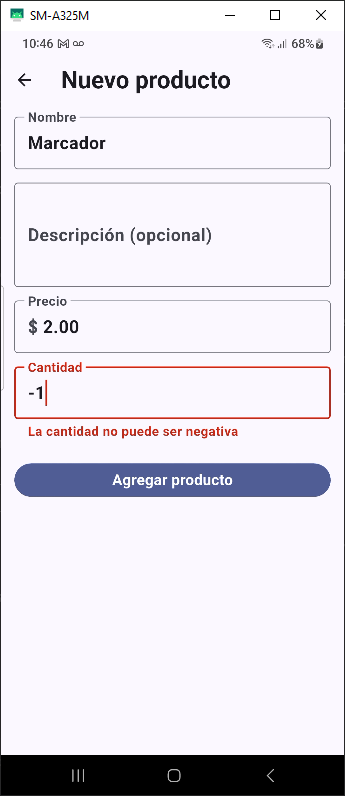 SM-A325M
10:46 68%
Nuevo producto
Nombre
Marcador
Descripción (opcional)
Precio
$ 2.00
Cantidad
-1
La cantidad no puede ser negativa
Agregar producto